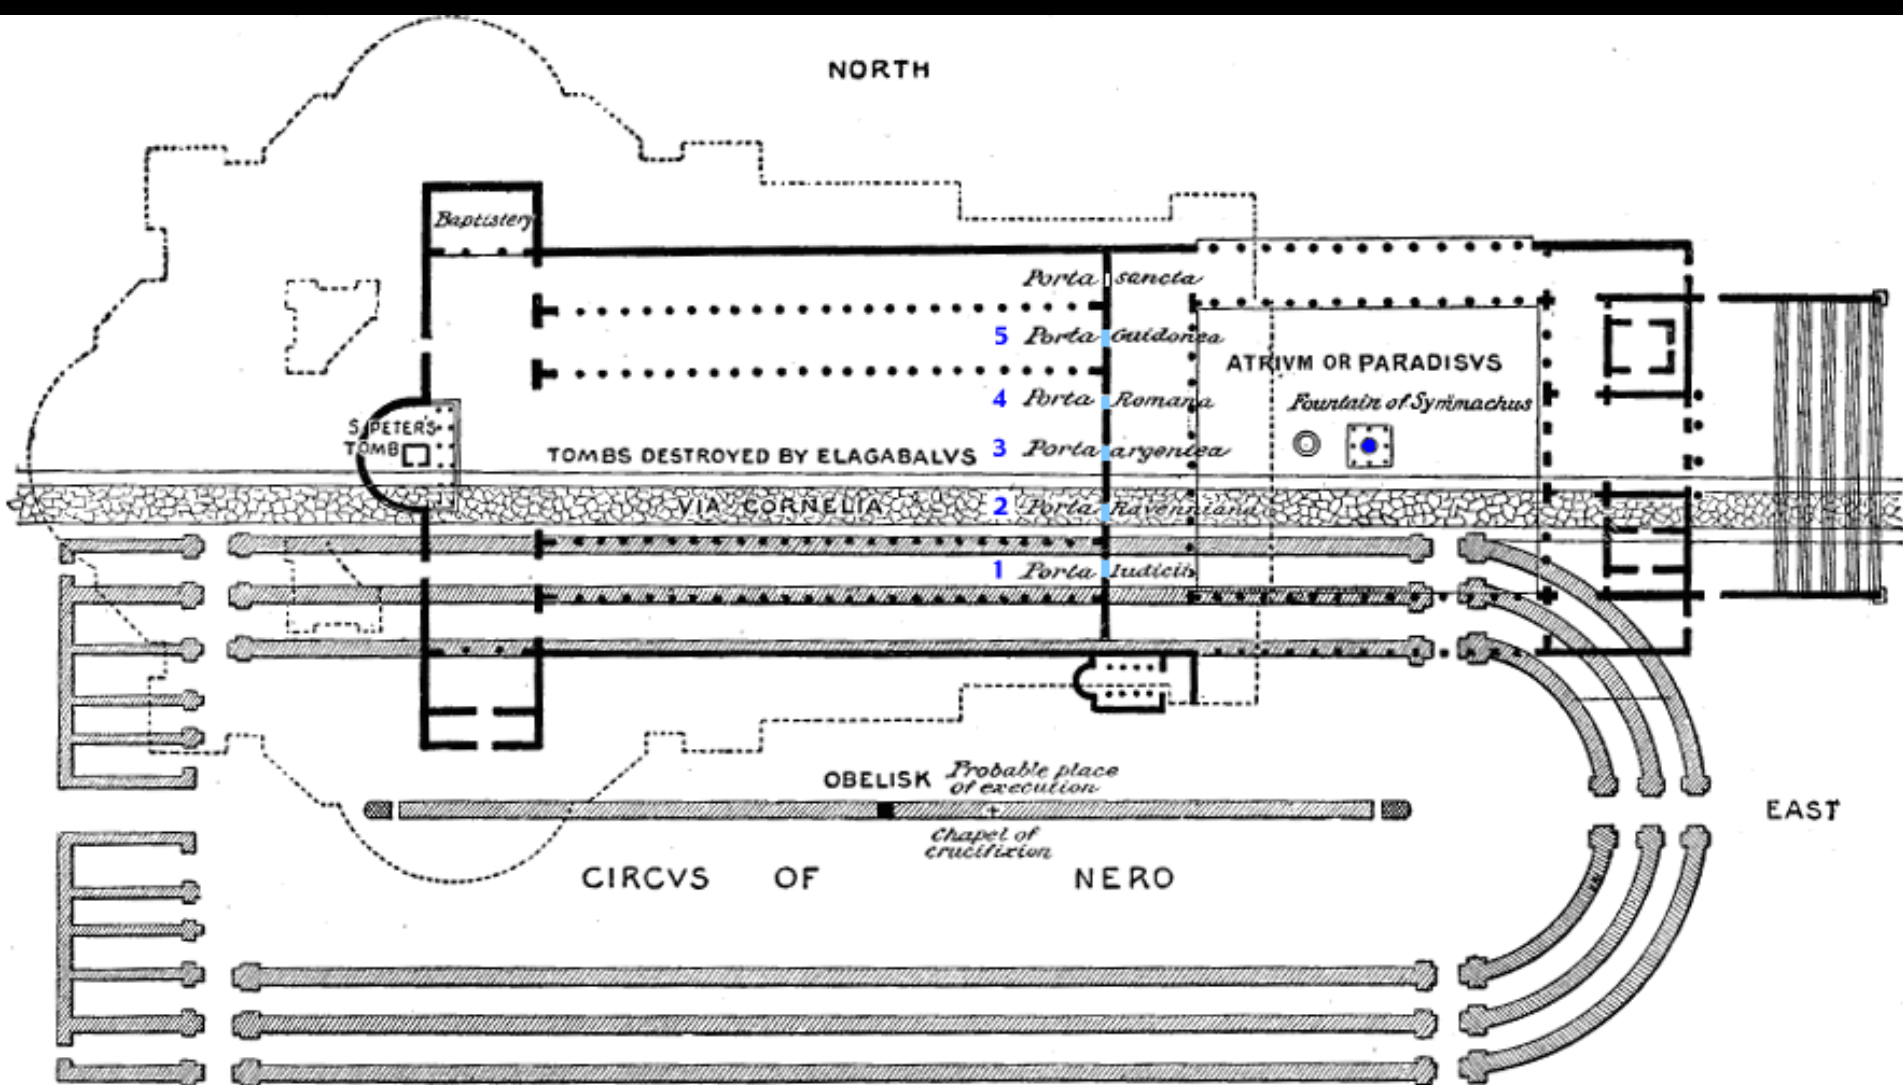 NORTH
Baptistery
Porta sancta
5 Porta Guidonea
ATRIVM OR PARADISVS
4 Porta Romana
Fountain of Sym̄machus
S. PETER'S
TOMB
TOMBS DESTROYED BY ELAGABALVS
3 Porta argentea
VIA CORNELIA
2 Porta Ravenniana
1 Porta Iudicii
OBELISK
Probable place
of execution
EAST
Chapel of
crucifixion
CIRCVS OF NERO